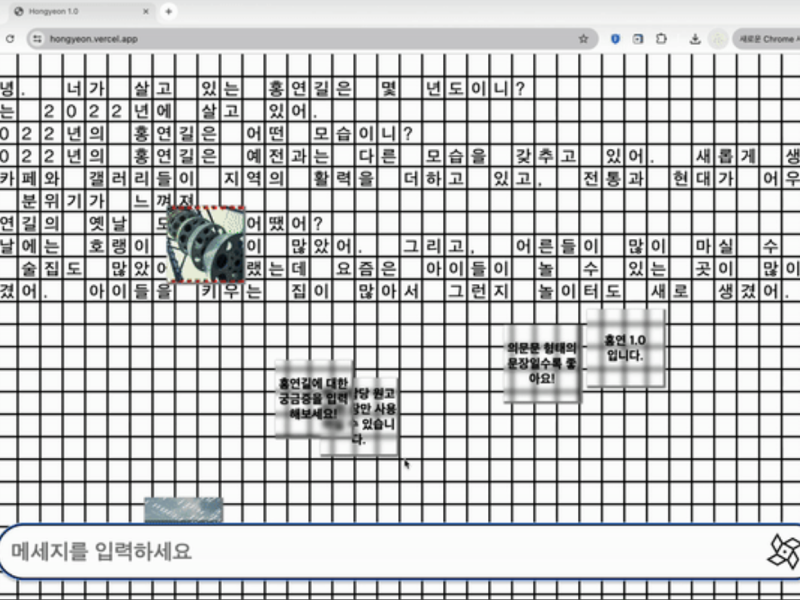 Hongyeon 1.0
hongyeon.vercel.app
새로운 Chrome
녕. 너가 살고 있는 홍연길은 몇 년도이니?
는 2022년에 살고 있어.
022년의 홍연길은 어떤 모습이니?
022년의 홍연길은 예전과는 다른 모습을 갖추고 있어. 새롭게 생
카페와 갤러리들이 지역의 활력을 더하고 있고, 전통과 현대가 어우
분위기가 느껴져
연길의 옛날 어땠어?
날에는 호랭이 이 많았어. 그리고, 어른들이 많이 마실 수
술집도 많았 했는데 요즘은 아이들이 놀 수 있는 곳이 많이
겼어. 아이들을 키우는 집이 많아서 그런지 놀이터도 새로 생겼어.
홍연 1.0
입니다.
의문문 형태의
문장일수록 좋
아요!
홍연길에 대한
궁금증을 입력
해보세요!
당 원고
장만 사용
수 있습니
다.
메세지를 입력하세요